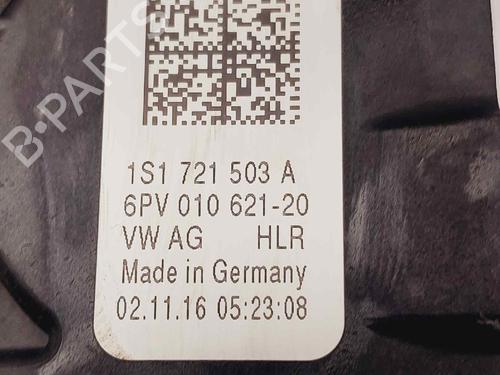 B-PARTS
1S1 721 503 A
6PV 010 621-20
VW AG HLR
Made in Germany
02.11.16 05:23:08